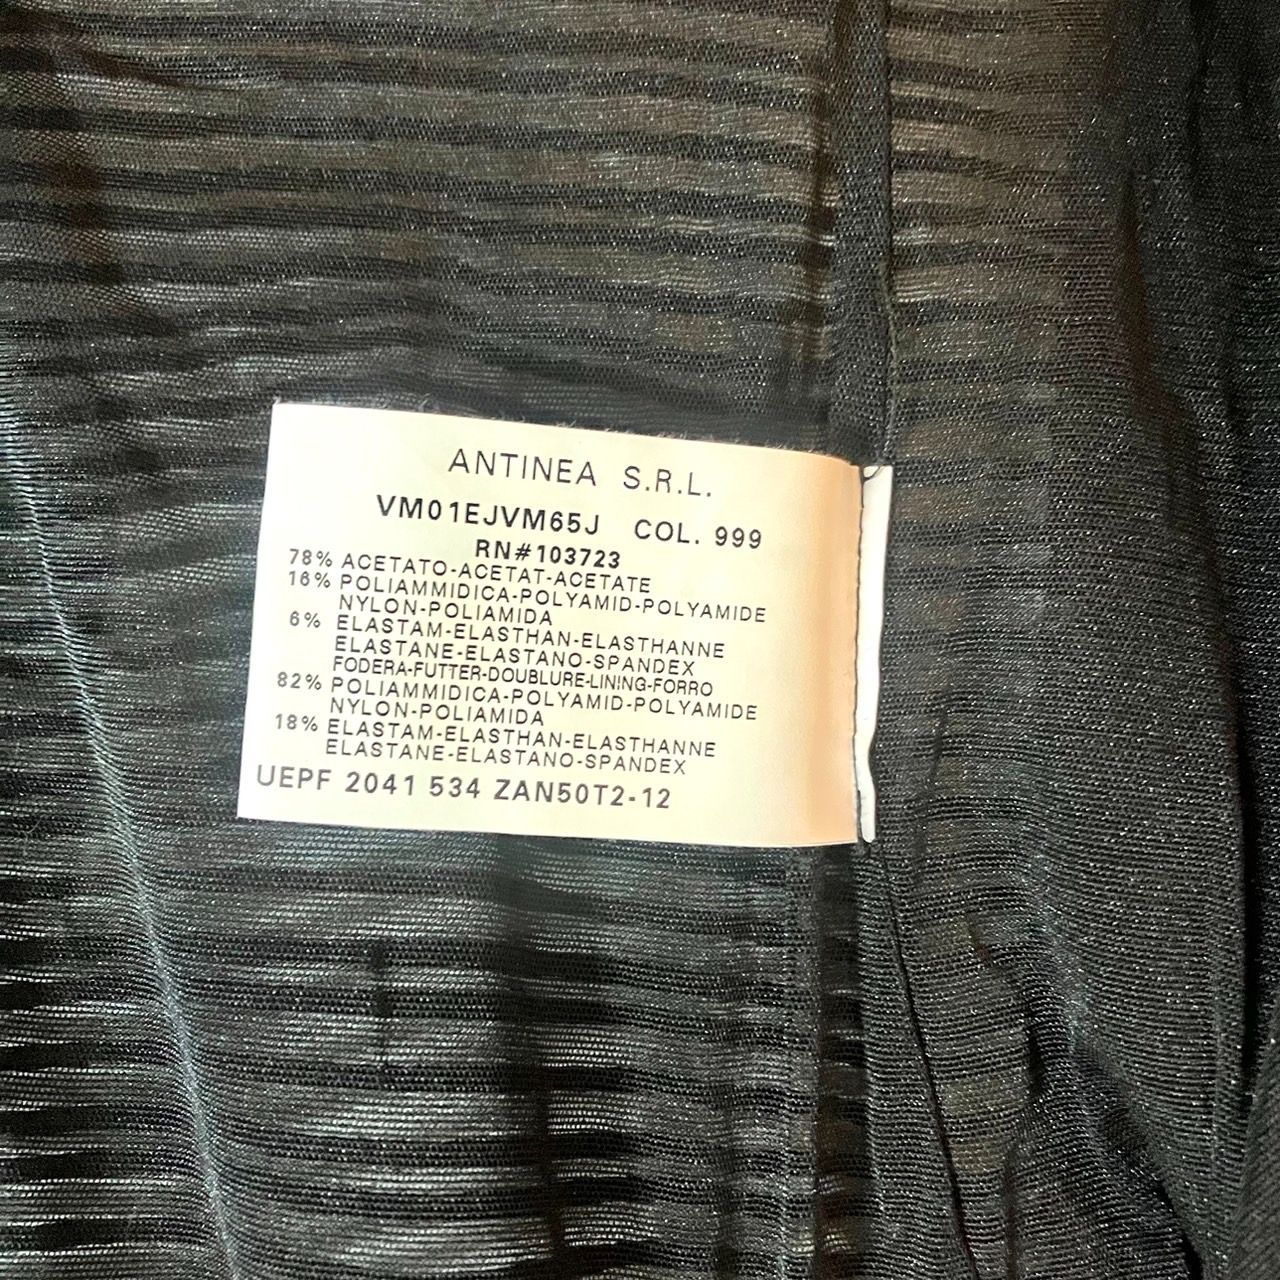 ANTINEA S.R.L.
VM01EJVM65J COL. 999
RN#103723
78% ACETATO-ACETAT-ACETATE
16% POLIAMMIDICA-POLYAMID-POLYAMIDE
NYLON-POLIAMIDA
6% ELASTAM-ELASTHAN-ELASTHANNE
ELASTANE-ELASTANO-SPANDEX
FODERA-FUTTER-DOUBLURE-LINING-FORRO
82% POLIAMMIDICA-POLYAMID-POLYAMIDE
NYLON-POLIAMIDA
18% ELASTAM-ELASTHAN-ELASTHANNE
ELASTANE-ELASTANO-SPANDEX
UEPF 2041 534 ZAN50T2-12